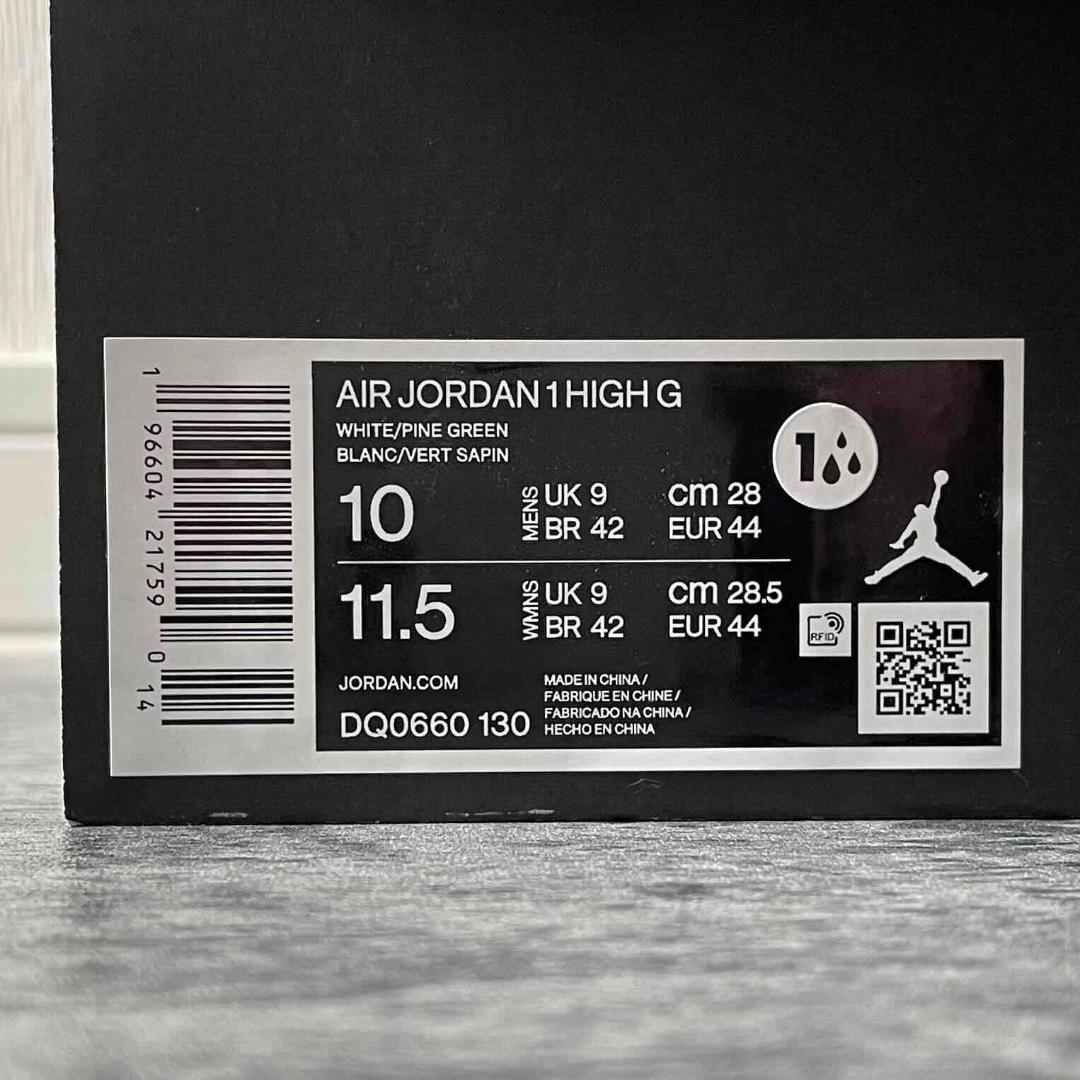 1 96604 21759 0 14
AIR JORDAN 1 HIGH G
WHITE/PINE GREEN
BLANC/VERT SAPIN
10 MENS UK 9 cm 28
BR 42 EUR 44
11.5 WMNS UK 9 cm 28.5
BR 42 EUR 44
JORDAN.COM
DQ0660 130
MADE IN CHINA /
FABRIQUE EN CHINE /
FABRICADO NA CHINA /
HECHO EN CHINA
1
RFID